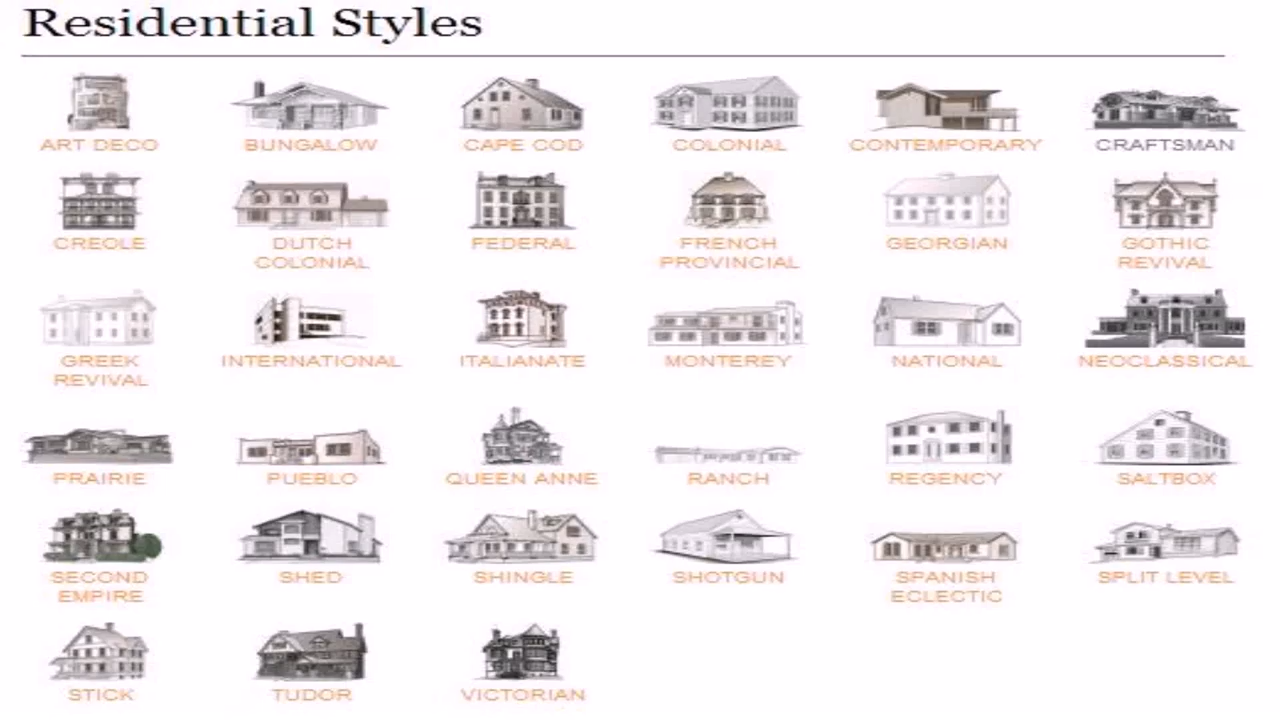 Residential Styles
ART DECO
BUNGALOW
CAPE COD
COLONIAL
CONTEMPORARY
CRAFTSMAN
CREOLE
DUTCH
COLONIAL
FEDERAL
FRENCH
PROVINCIAL
GEORGIAN
GOTHIC
REVIVAL
GREEK
REVIVAL
INTERNATIONAL
ITALIANATE
MONTEREY
NATIONAL
NEOCLASSICAL
PRAIRIE
PUEBLO
QUEEN ANNE
RANCH
REGENCY
SALTBOX
SECOND
EMPIRE
SHED
SHINGLE
SHOTGUN
SPANISH
ECLECTIC
SPLIT LEVEL
STICK
TUDOR
VICTORIAN